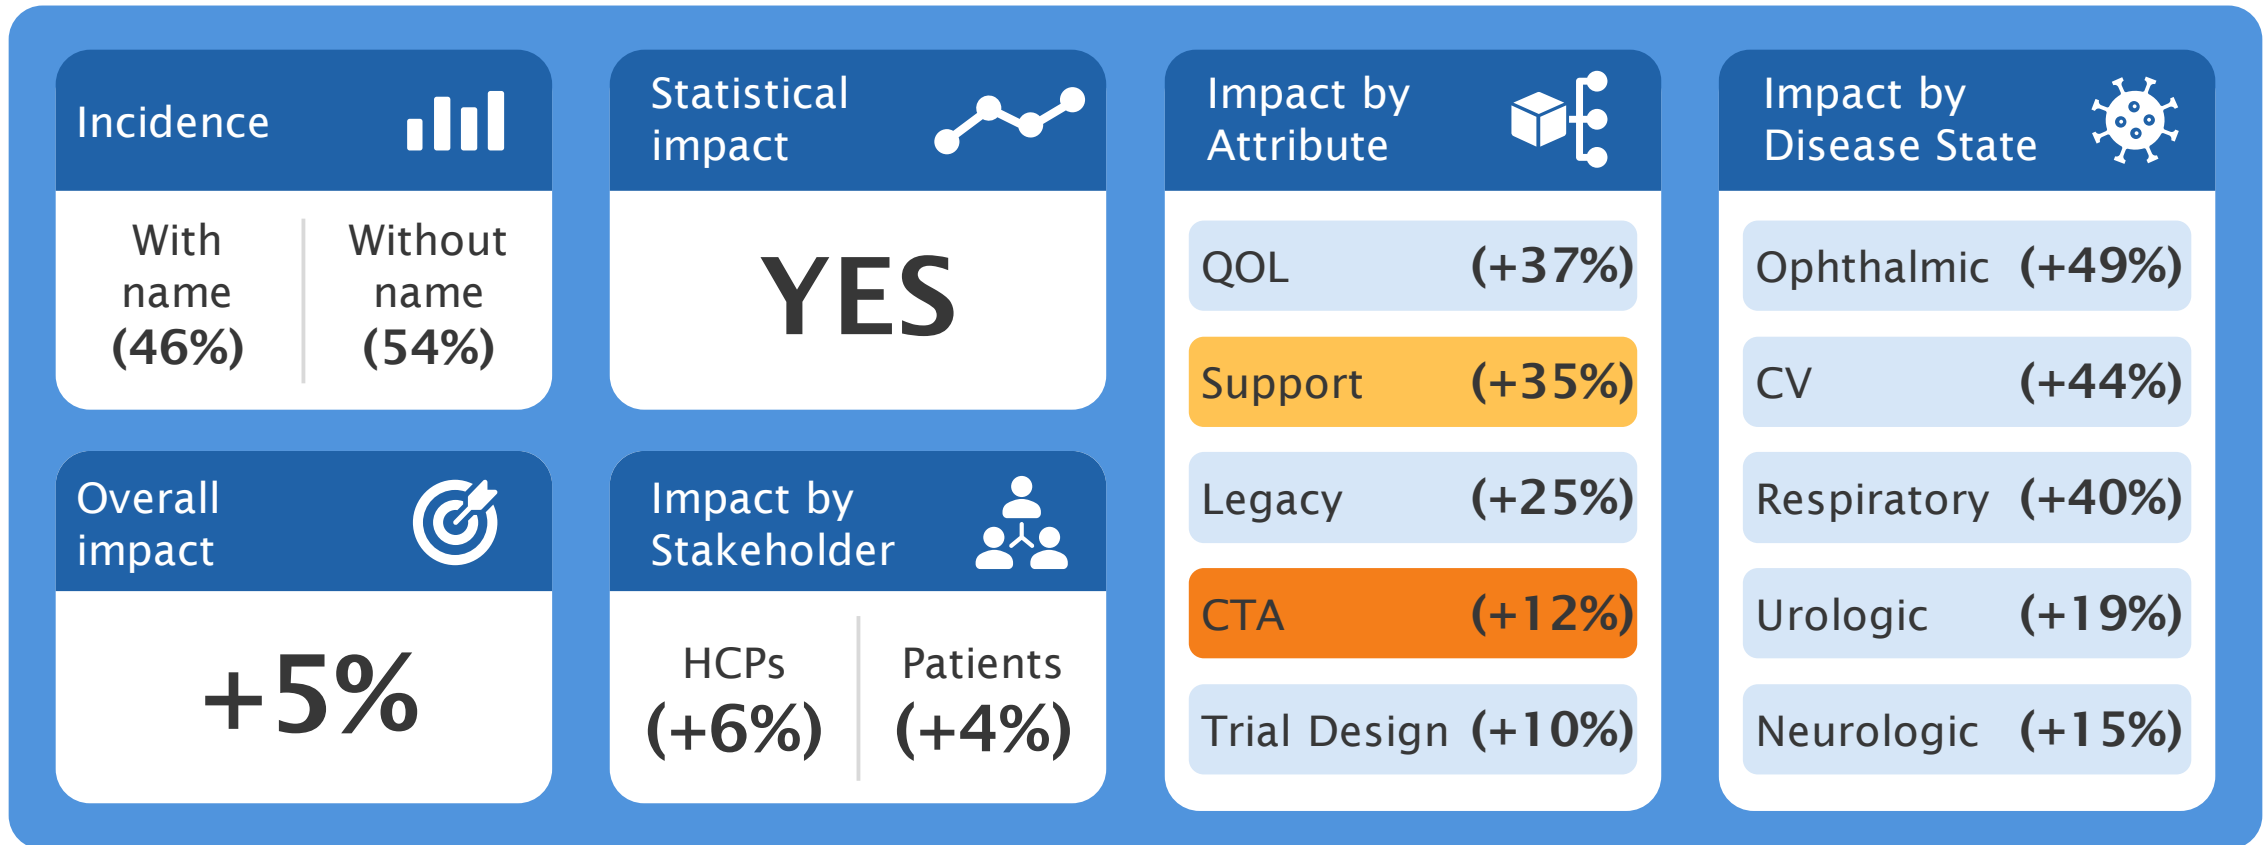 Incidence
With
name
(46%)
Without
name
(54%)
Statistical
impact
YES
Overall
impact
+5%
Impact by
Stakeholder
HCPs
(+6%)
Patients
(+4%)
Impact by
Attribute
QOL (+37%)
Support (+35%)
Legacy (+25%)
CTA (+12%)
Trial Design (+10%)
Impact by
Disease State
Ophthalmic (+49%)
CV (+44%)
Respiratory (+40%)
Urologic (+19%)
Neurologic (+15%)